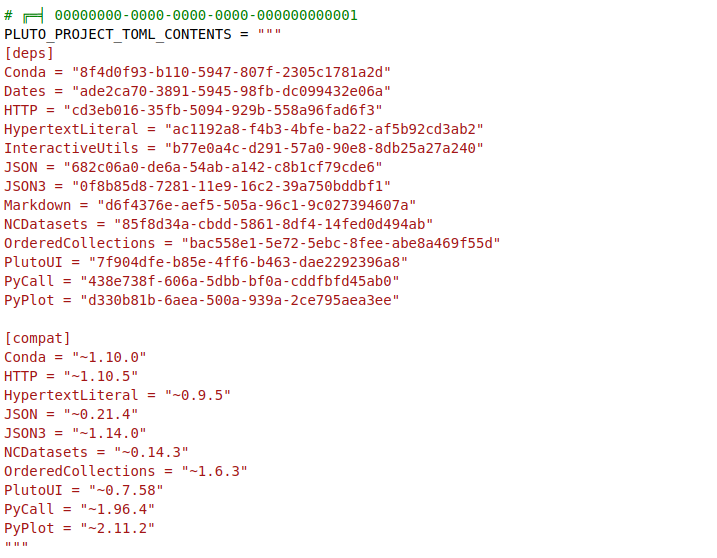 # ╔═╡ 00000000-0000-0000-0000-000000000001
PLUTO_PROJECT_TOML_CONTENTS = """
[deps]
Conda = "8f4d0f93-b110-5947-807f-2305c1781a2d"
Dates = "ade2ca70-3891-5945-98fb-dc099432e06a"
HTTP = "cd3eb016-35fb-5094-929b-558a96fad6f3"
HypertextLiteral = "ac1192a8-f4b3-4bfe-ba22-af5b92cd3ab2"
InteractiveUtils = "b77e0a4c-d291-57a0-90e8-8db25a27a240"
JSON = "682c06a0-de6a-54ab-a142-c8b1cf79cde6"
JSON3 = "0f8b85d8-7281-11e9-16c2-39a750bddbf1"
Markdown = "d6f4376e-aef5-505a-96c1-9c027394607a"
NCDatasets = "85f8d34a-cbdd-5861-8df4-14fed0d494ab"
OrderedCollections = "bac558e1-5e72-5ebc-8fee-abe8a469f55d"
PlutoUI = "7f904dfe-b85e-4ff6-b463-dae2292396a8"
PyCall = "438e738f-606a-5dbb-bf0a-cddfbfd45ab0"
PyPlot = "d330b81b-6aea-500a-939a-2ce795aea3ee"

[compat]
Conda = "~1.10.0"
HTTP = "~1.10.5"
HypertextLiteral = "~0.9.5"
JSON = "~0.21.4"
JSON3 = "~1.14.0"
NCDatasets = "~0.14.3"
OrderedCollections = "~1.6.3"
PlutoUI = "~0.7.58"
PyCall = "~1.96.4"
PyPlot = "~2.11.2"
"""